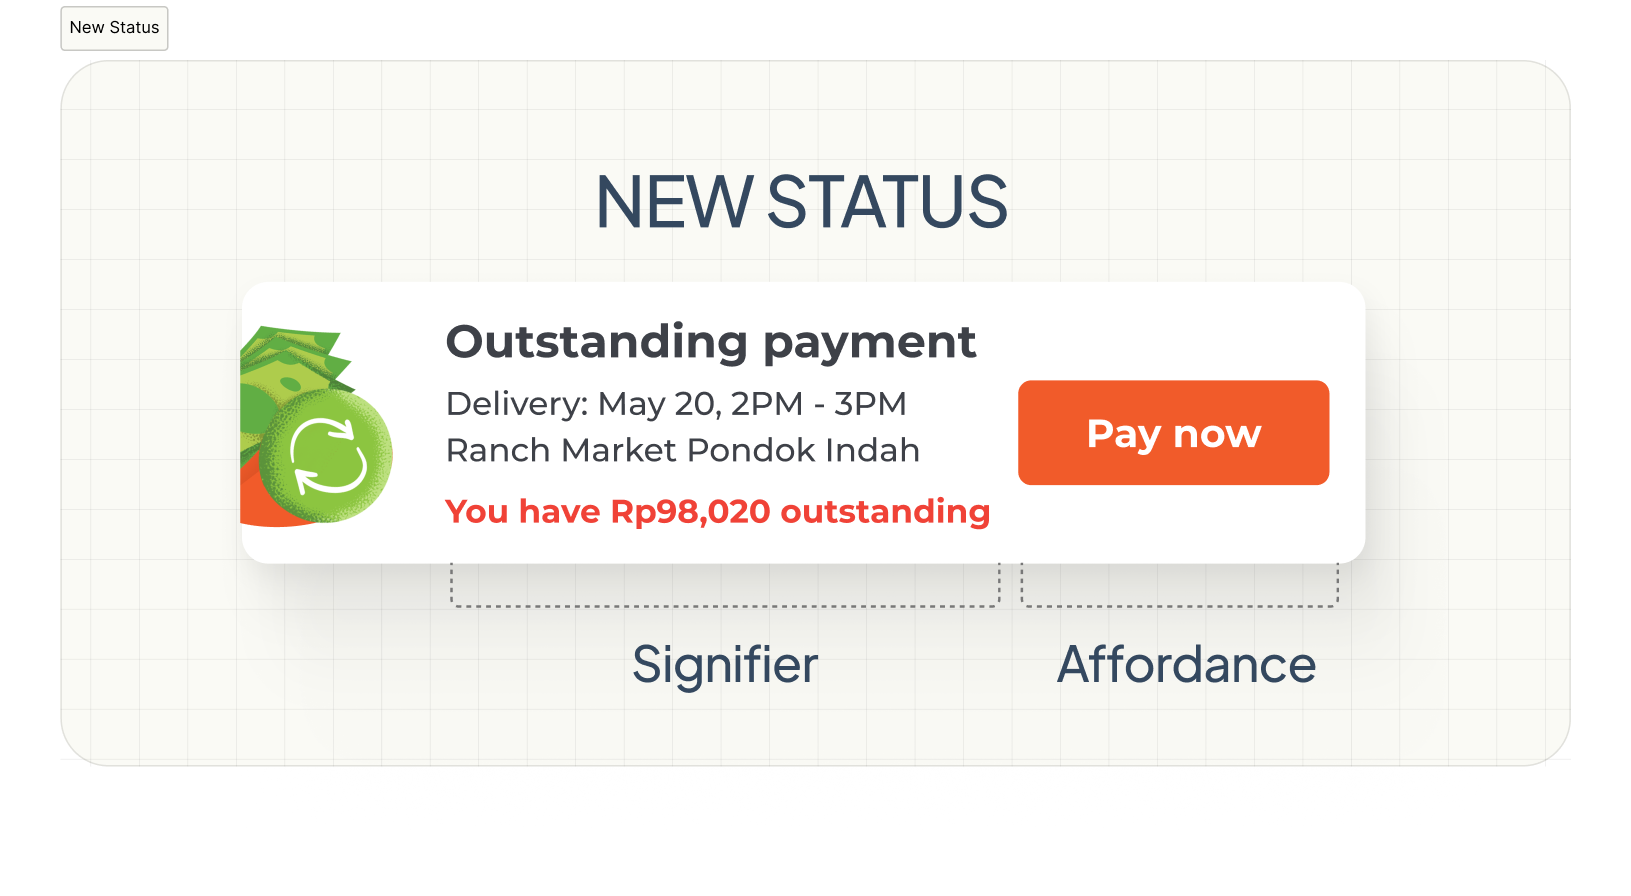 New Status
NEW STATUS
Outstanding payment
Delivery: May 20, 2PM - 3PM
Ranch Market Pondok Indah
You have Rp98,020 outstanding
Pay now
Signifier
Affordance